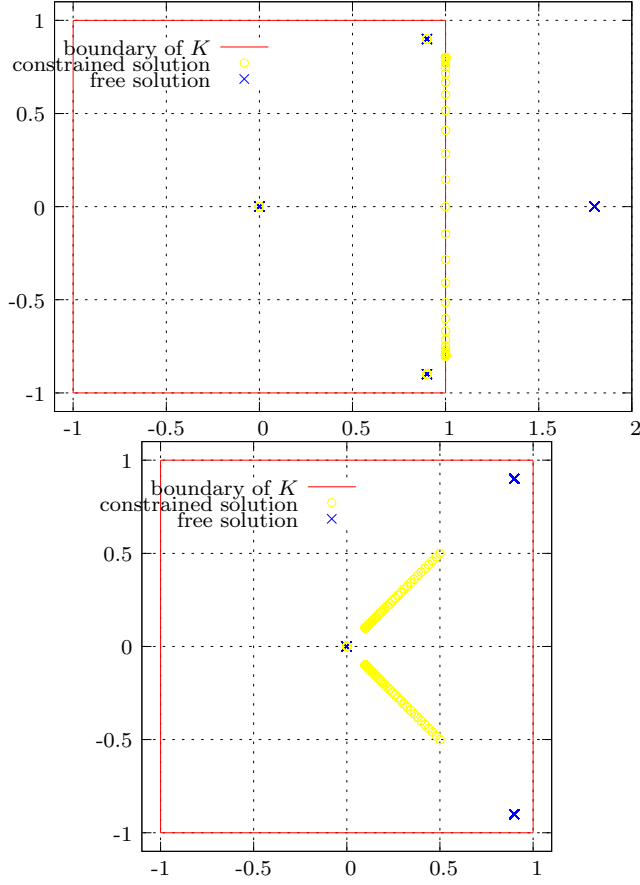 1
boundary of K
constrained solution
free solution
0.5
0
-0.5
-1
-1 -0.5 0 0.5 1 1.5 2
1
boundary of K
constrained solution
free solution
0.5
0
-0.5
-1
-1 -0.5 0 0.5 1